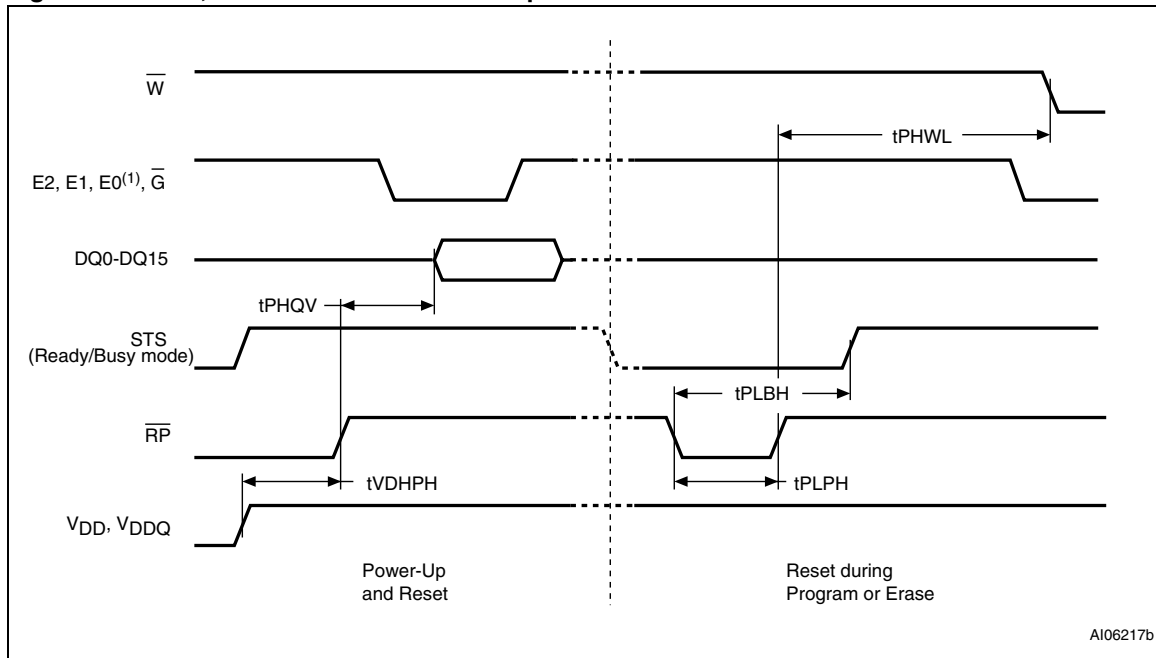 W
tPHWL
E2, E1, E0(1), G
DQ0-DQ15
tPHQV
STS
(Ready/Busy mode)
tPLBH
RP
tVDHPH
tPLPH
VDD, VDDQ
Power-Up
and Reset
Reset during
Program or Erase
AI06217b